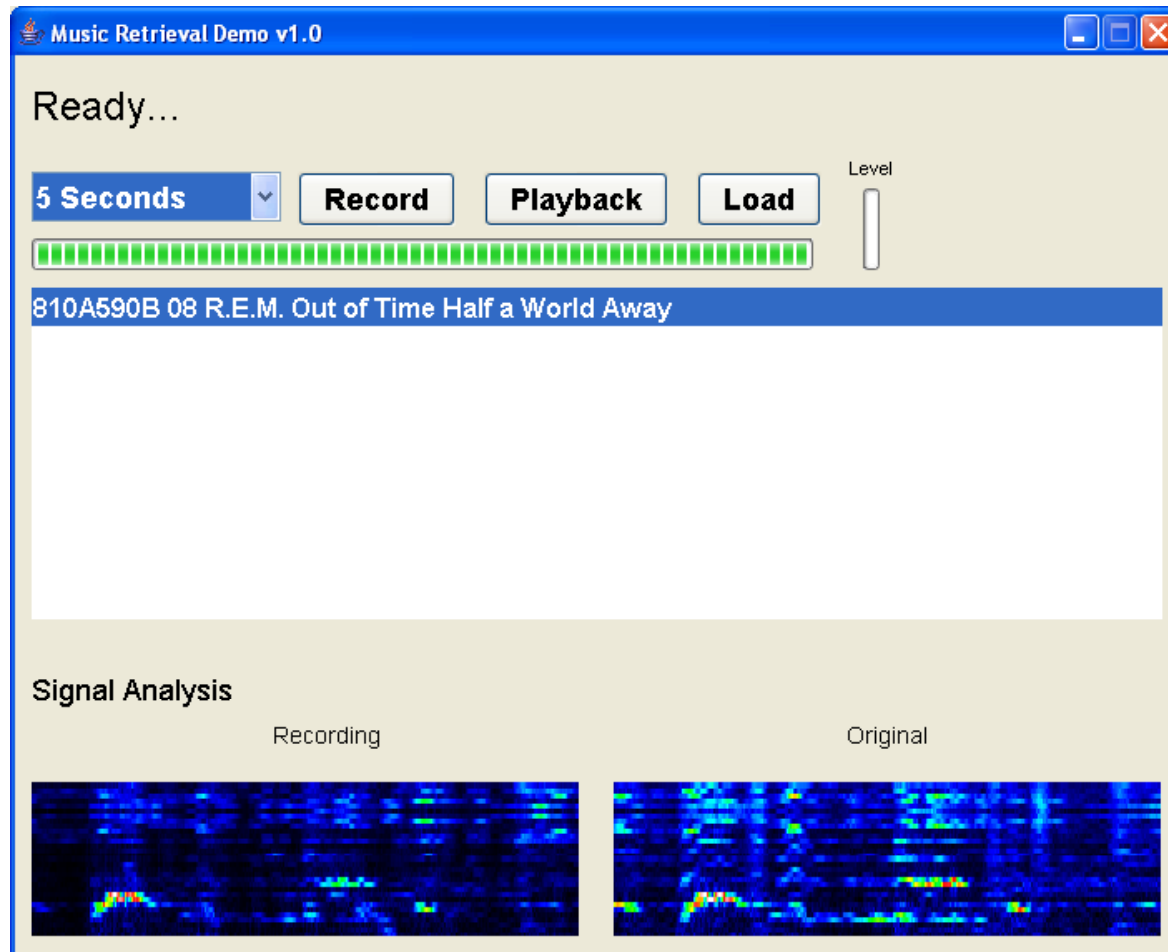 Music Retrieval Demo v1.0
Ready...
Level
5 Seconds Record Playback Load
810A590B 08 R.E.M. Out of Time Half a World Away
Signal Analysis
Recording Original